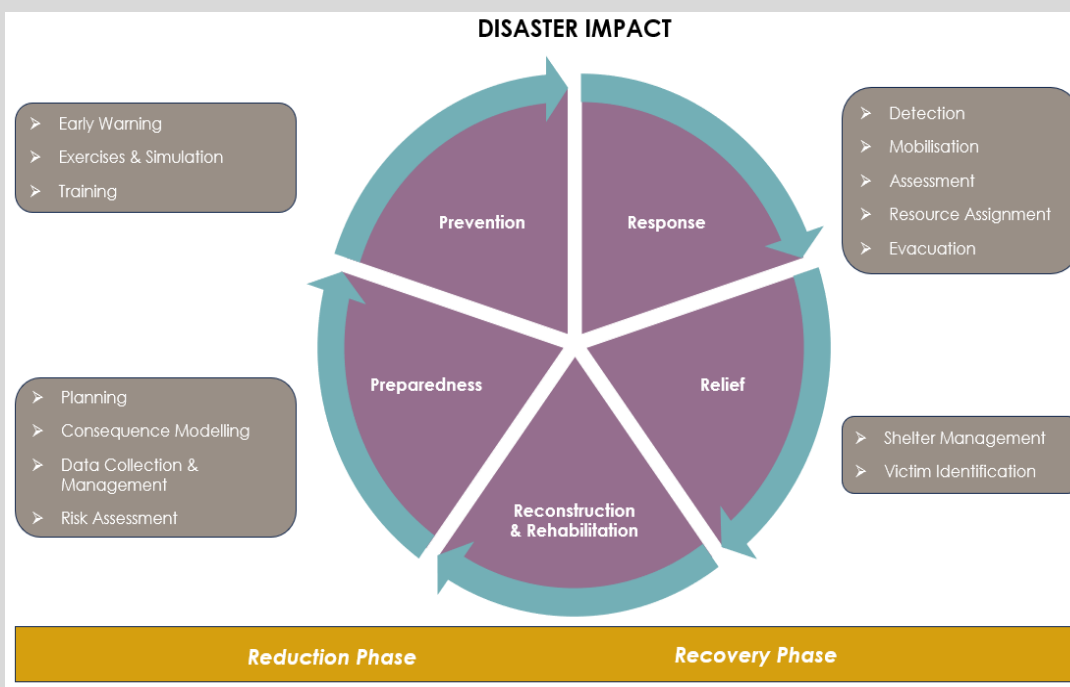 DISASTER IMPACT
Early Warning
Exercises & Simulation
Training
Detection
Mobilisation
Assessment
Resource Assignment
Evacuation
Prevention
Response
Preparedness
Relief
Planning
Consequence Modelling
Data Collection &
Management
Risk Assessment
Shelter Management
Victim Identification
Reconstruction
& Rehabilitation
Reduction Phase
Recovery Phase